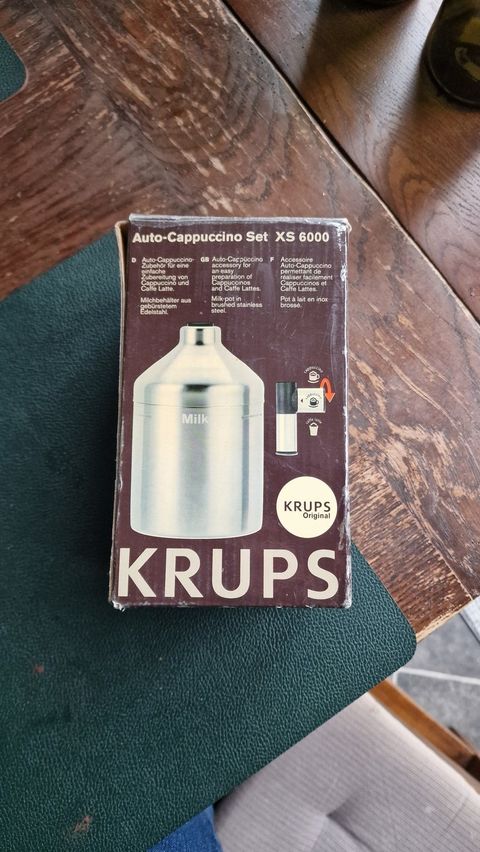 Auto-Cappuccino Set XS 6000
D Auto-Cappuccino-
Zubehör für eine
einfache
Zubereitung von
Cappuccino und
Caffe Latte.
Milchbehälter aus
gebürstetem
Edelstahl.
GB Auto-Cappuccino
accessory for
an easy
preparation of
Cappuccinos
and Caffe Lattes.
Milk-pot in
brushed stainless
steel.
F Accessoire
Auto-Cappuccino
permettant de
réaliser facilement
Cappuccinos et
Caffe Lattes.
Pot à lait en inox
brossé.
Milk
KRUPS
Original
KRUPS